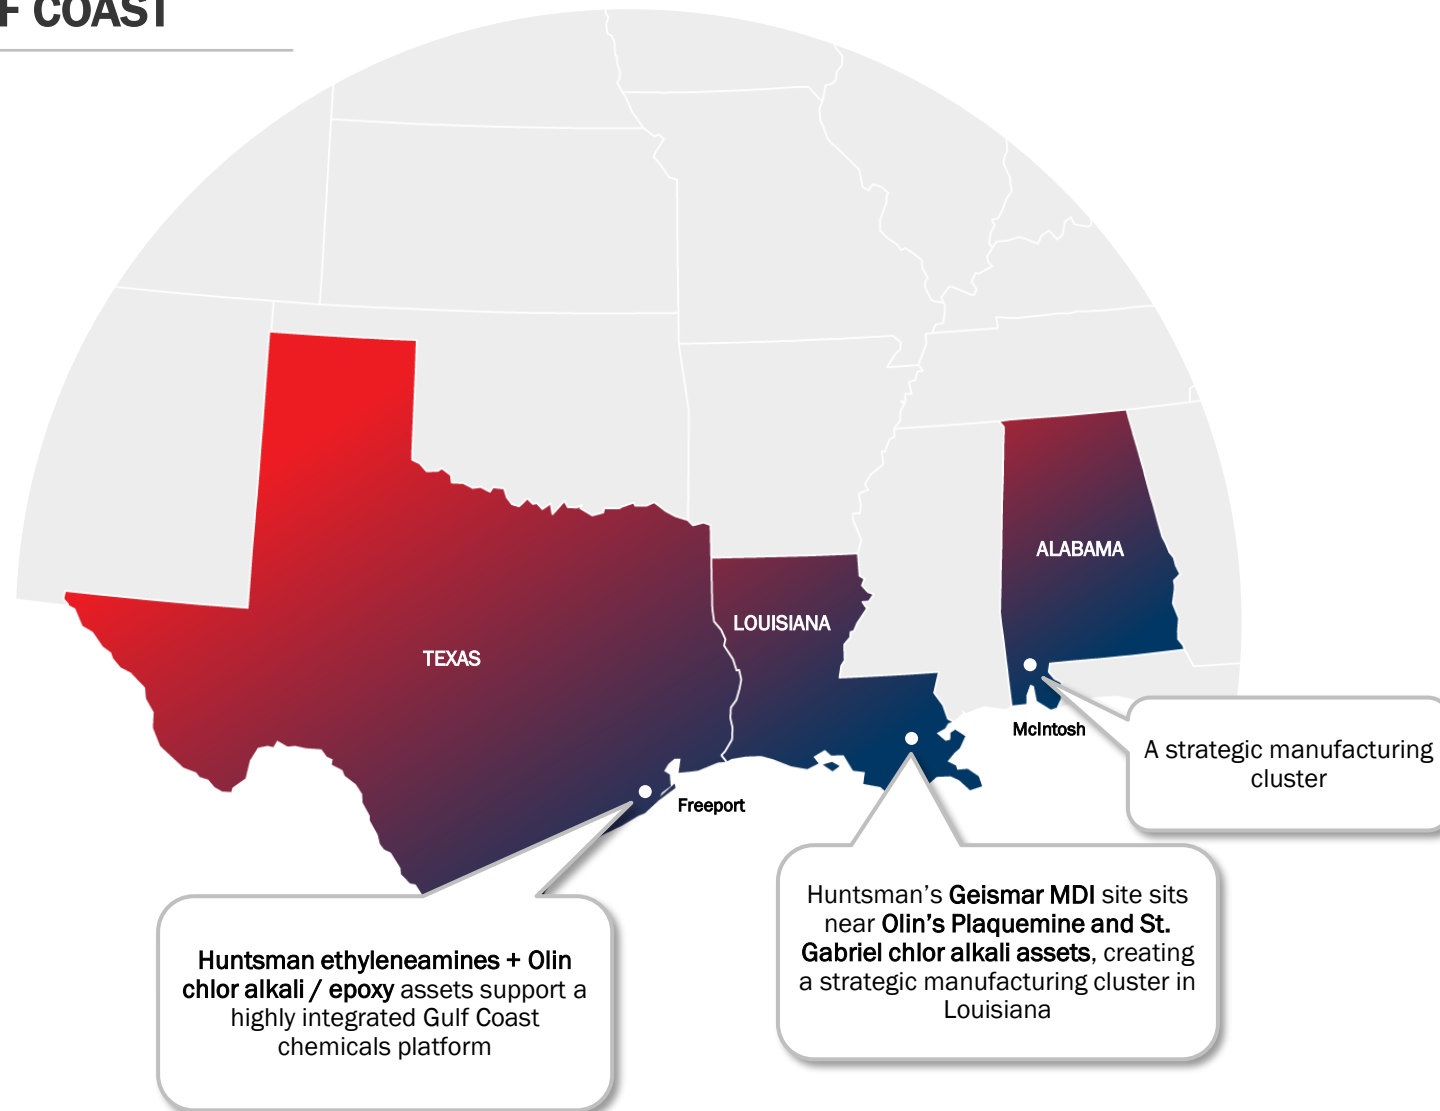 F COAST
ALABAMA
LOUISIANA
TEXAS
McIntosh
A strategic manufacturing
cluster
Freeport
Huntsman’s Geismar MDI site sits
near Olin’s Plaquemine and St.
Gabriel chlor alkali assets, creating
a strategic manufacturing cluster in
Louisiana
Huntsman ethyleneamines + Olin
chlor alkali / epoxy assets support a
highly integrated Gulf Coast
chemicals platform